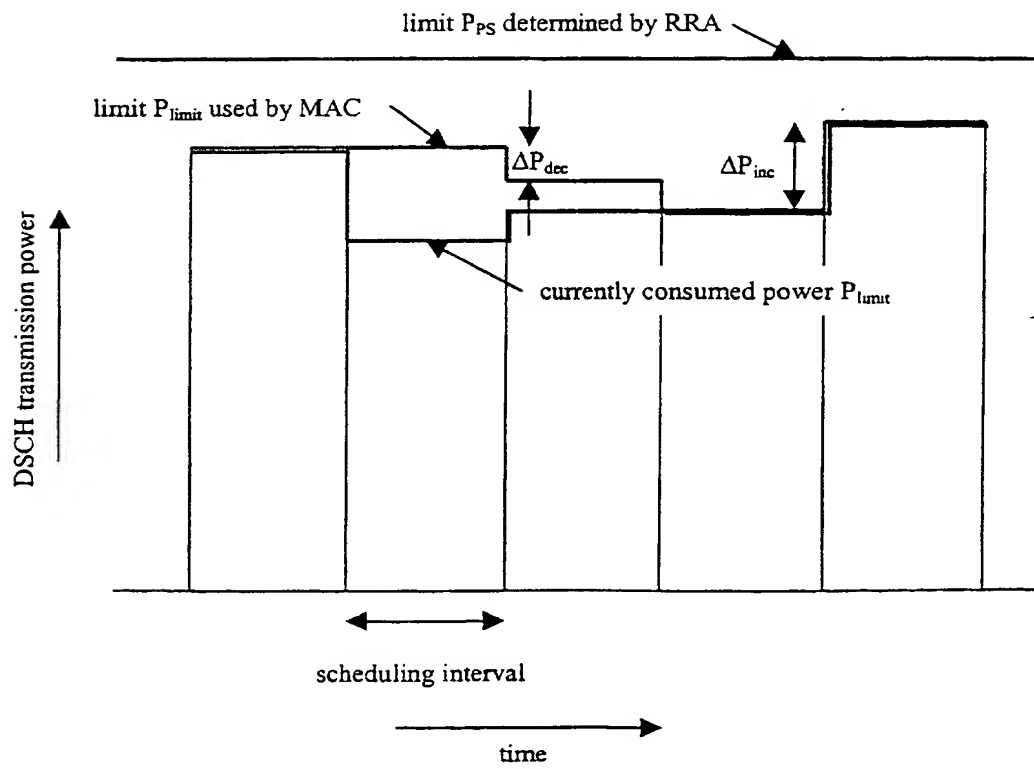 limit P_PS determined by RRA
limit P_limit used by MAC
ΔP_dec
ΔP_inc
DSCH transmission power
currently consumed power P_limit
scheduling interval
time